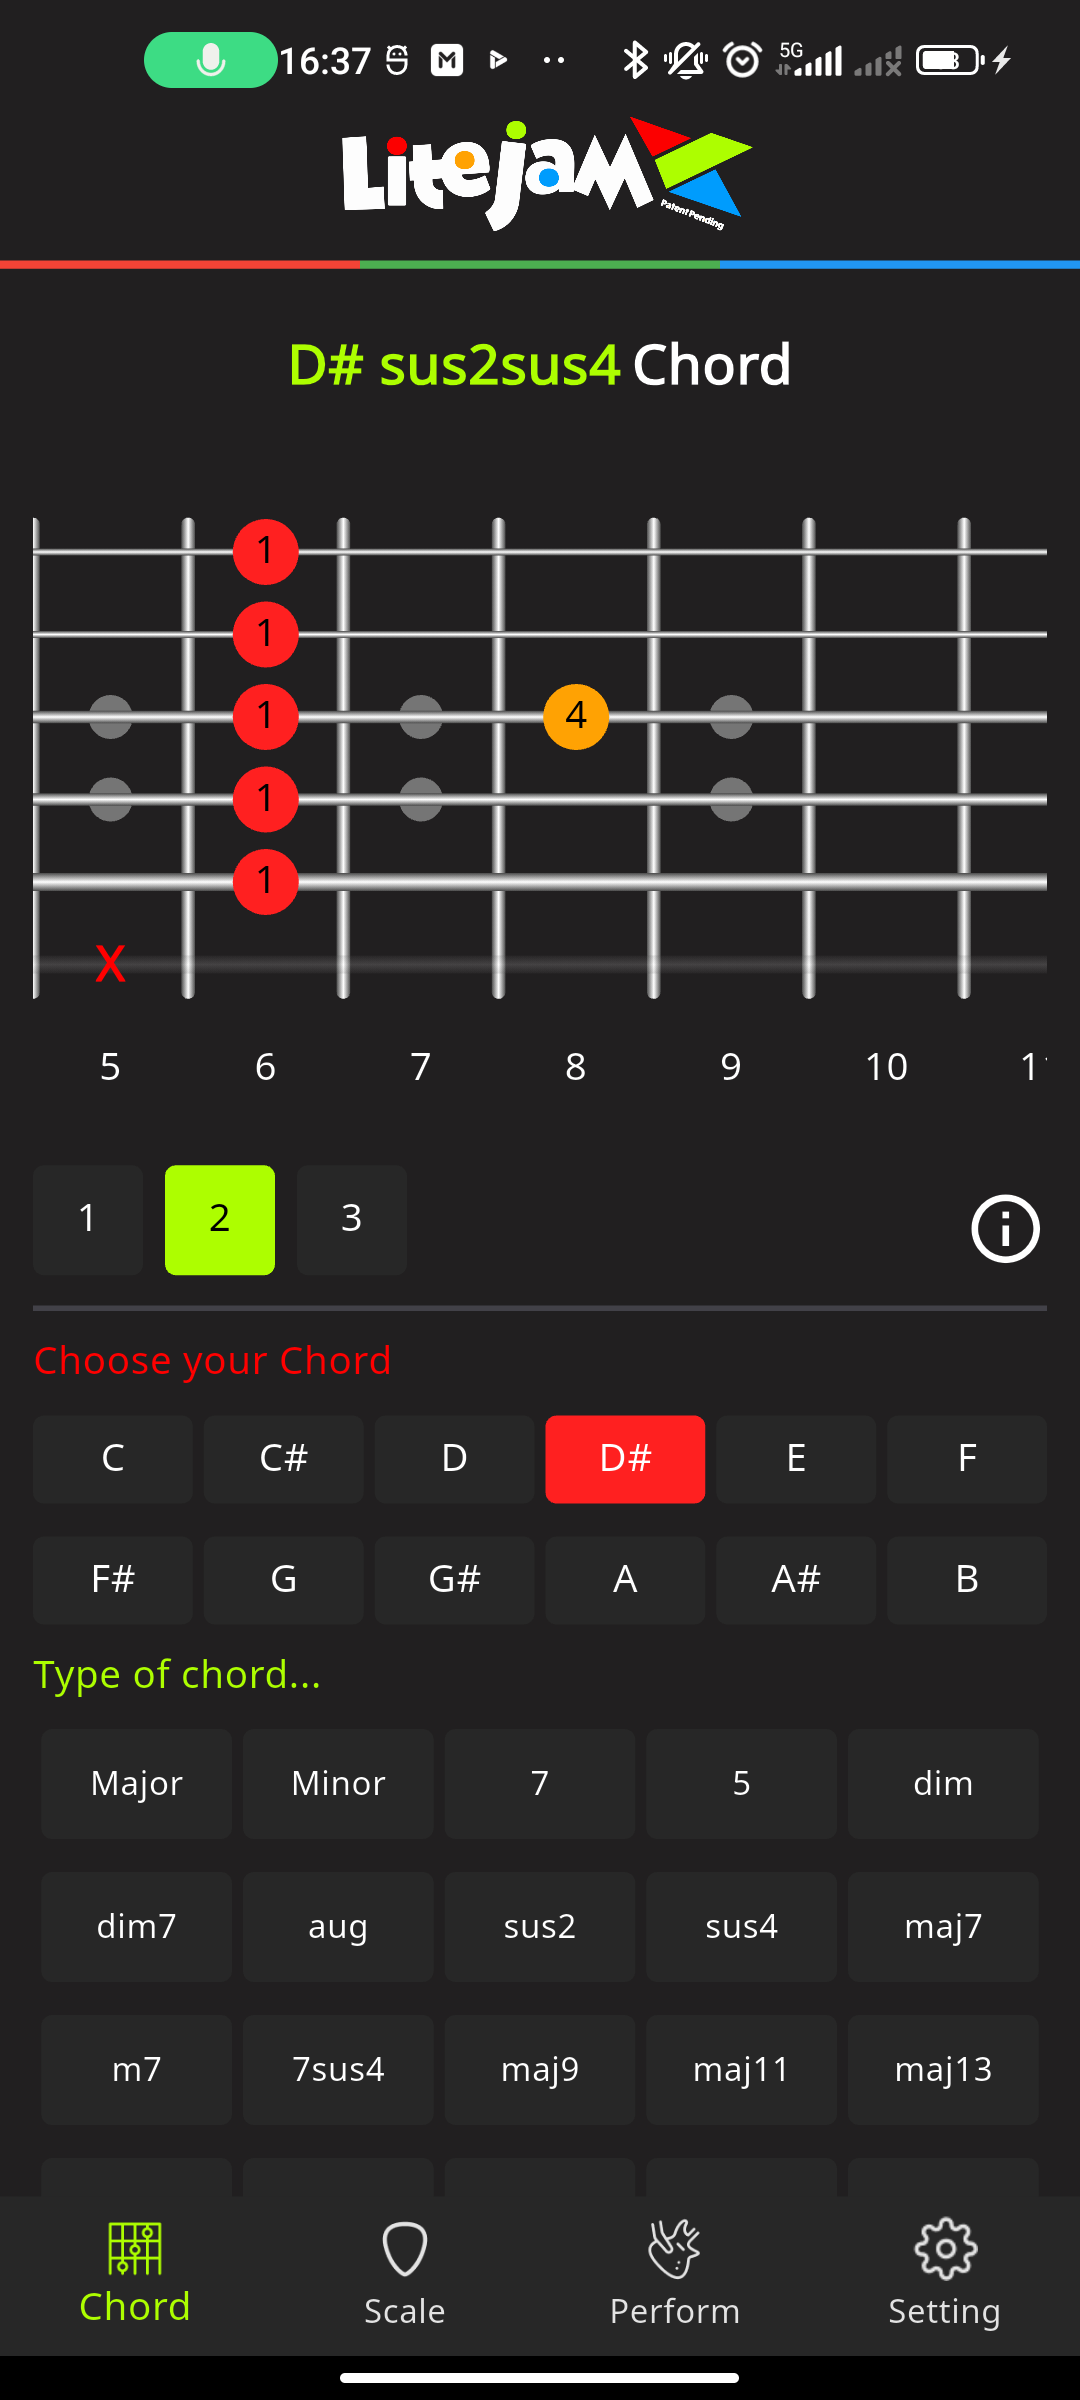 16:37
5G
Litejam
Patent Pending
D# sus2sus4 Chord
1
1
1 4
1
1
X
5 6 7 8 9 10
1 2 3
Choose your Chord
C C# D D# E F
F# G G# A A# B
Type of chord...
Major Minor 7 5 dim
dim7 aug sus2 sus4 maj7
m7 7sus4 maj9 maj11 maj13
Chord Scale Perform Setting